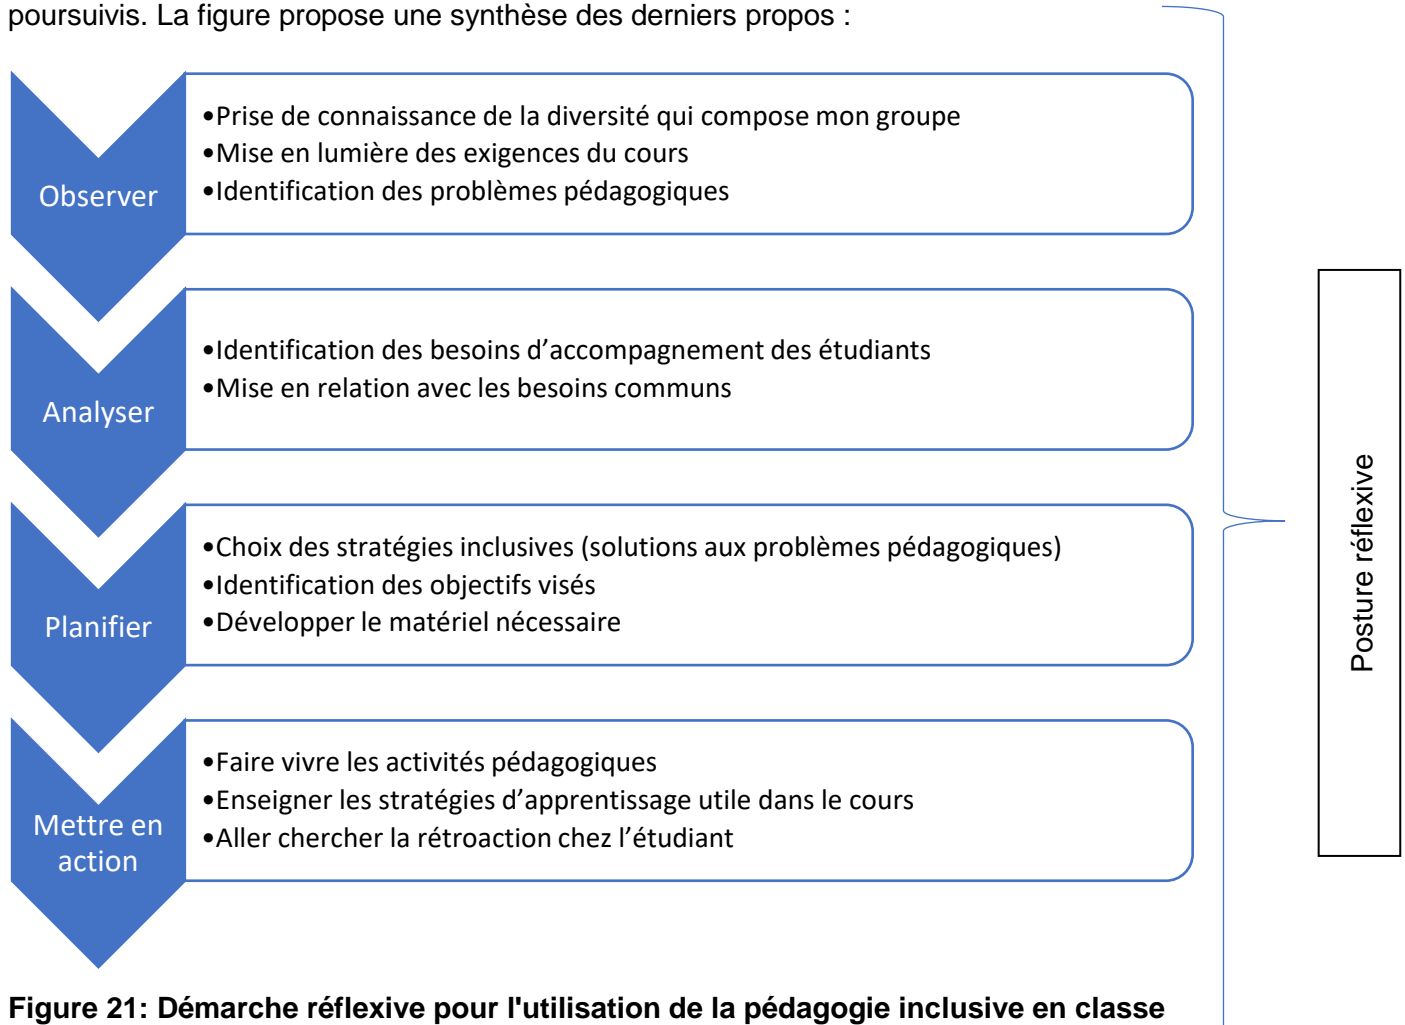 poursuivis. La figure propose une synthèse des derniers propos :
Observer
•Prise de connaissance de la diversité qui compose mon groupe
•Mise en lumière des exigences du cours
•Identification des problèmes pédagogiques
Analyser
•Identification des besoins d’accompagnement des étudiants
•Mise en relation avec les besoins communs
Planifier
•Choix des stratégies inclusives (solutions aux problèmes pédagogiques)
•Identification des objectifs visés
•Développer le matériel nécessaire
Mettre en
action
•Faire vivre les activités pédagogiques
•Enseigner les stratégies d’apprentissage utile dans le cours
•Aller chercher la rétroaction chez l’étudiant
Posture réflexive
Figure 21: Démarche réflexive pour l'utilisation de la pédagogie inclusive en classe